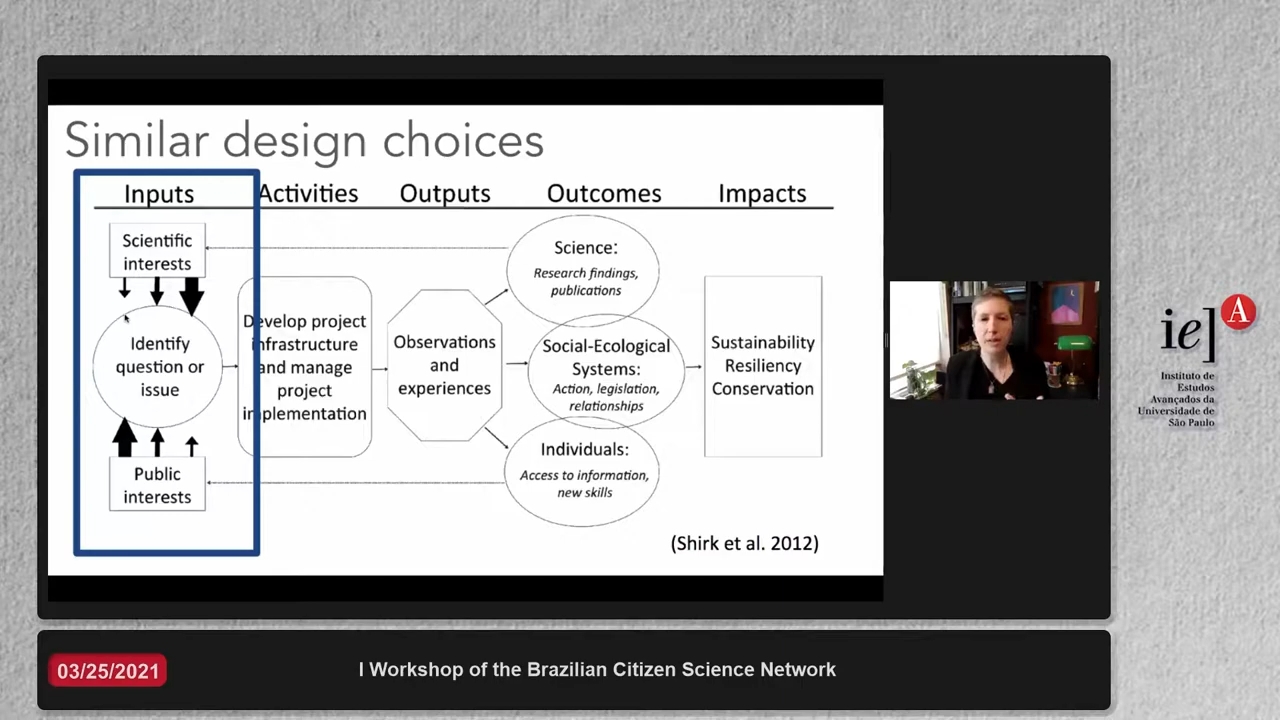 Similar design choices
Inputs
Activities
Outputs
Outcomes
Impacts
Scientific
interests
Identify
question or
issue
Public
interests
Develop project
infrastructure
and manage
project
implementation
Observations
and
experiences
Science:
Research findings,
publications
Social-Ecological
Systems:
Action, legislation,
relationships
Individuals:
Access to information,
new skills
Sustainability
Resiliency
Conservation
(Shirk et al. 2012)
ie] A
Instituto de
Estudos
Avançados da
Universidade de
São Paulo
03/25/2021
I Workshop of the Brazilian Citizen Science Network